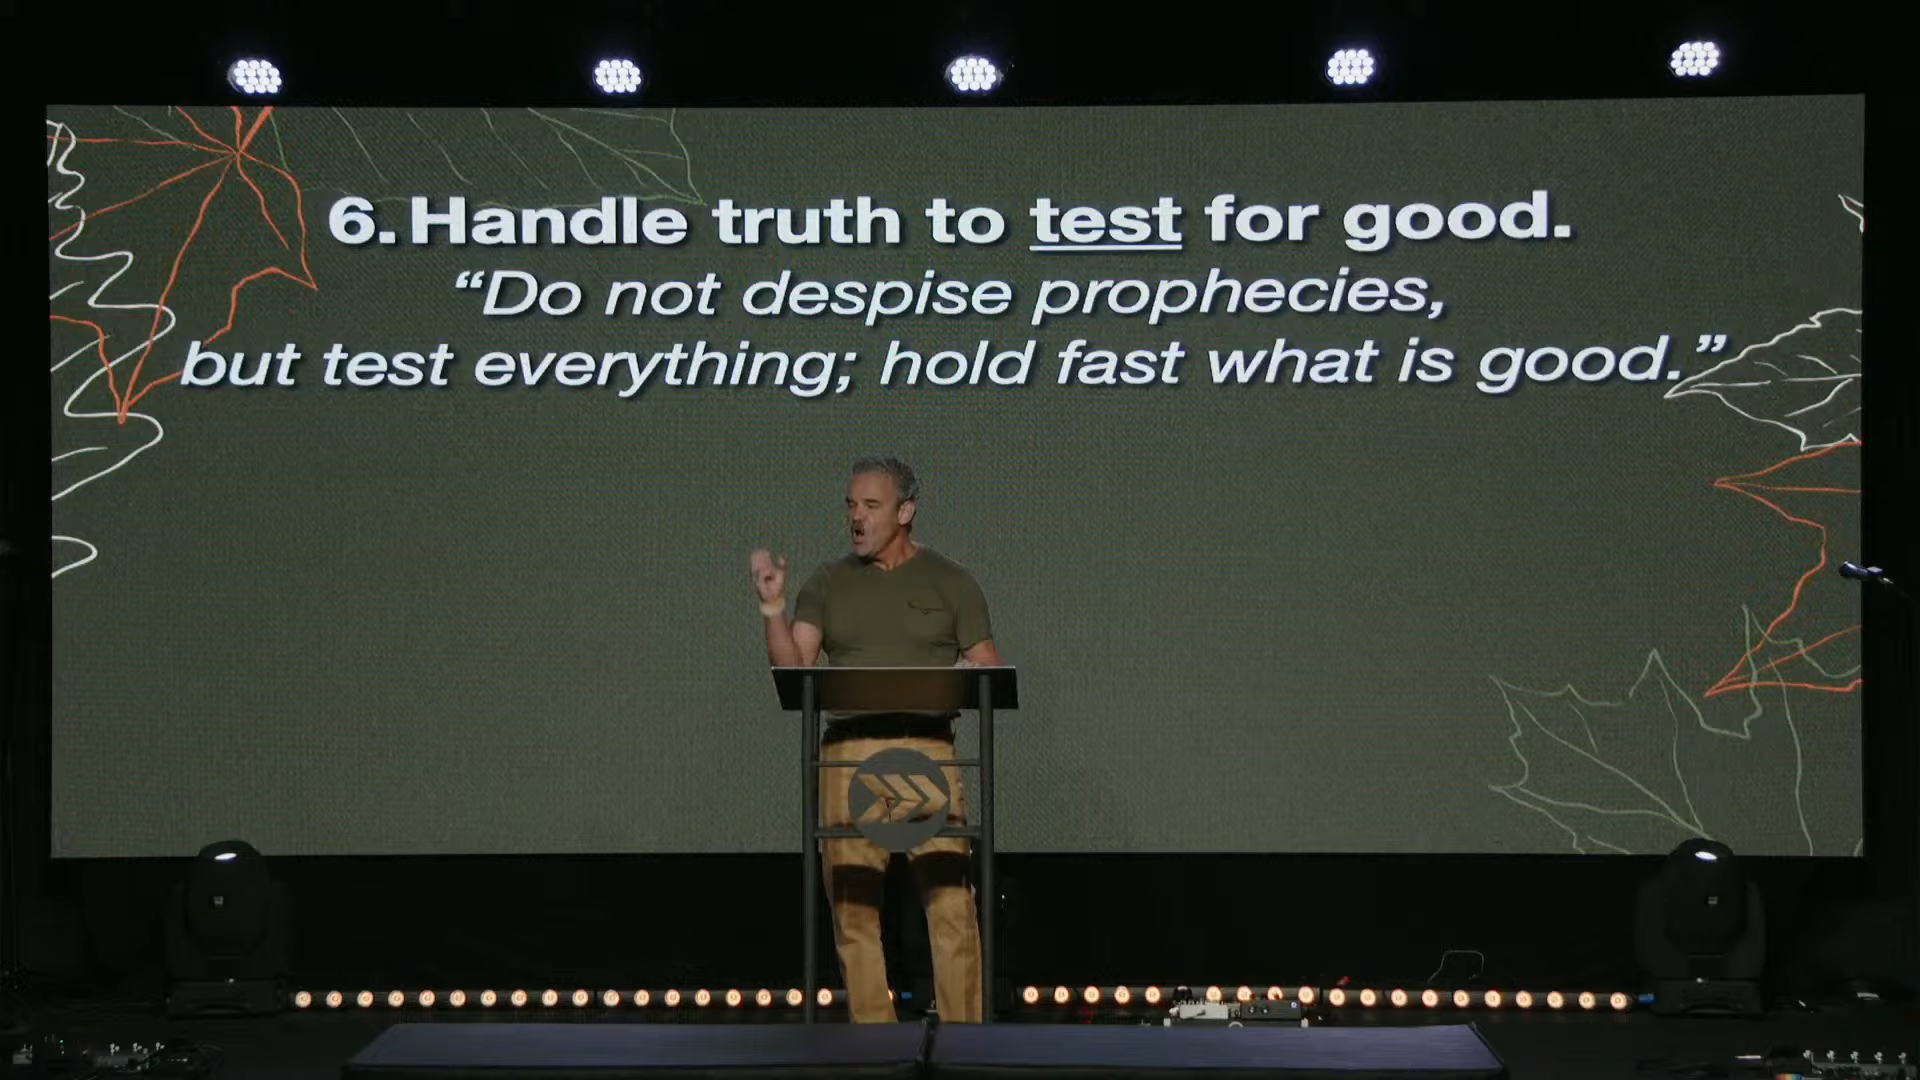 6. Handle truth to test for good.
“Do not despise prophecies,
but test everything; hold fast what is good.”